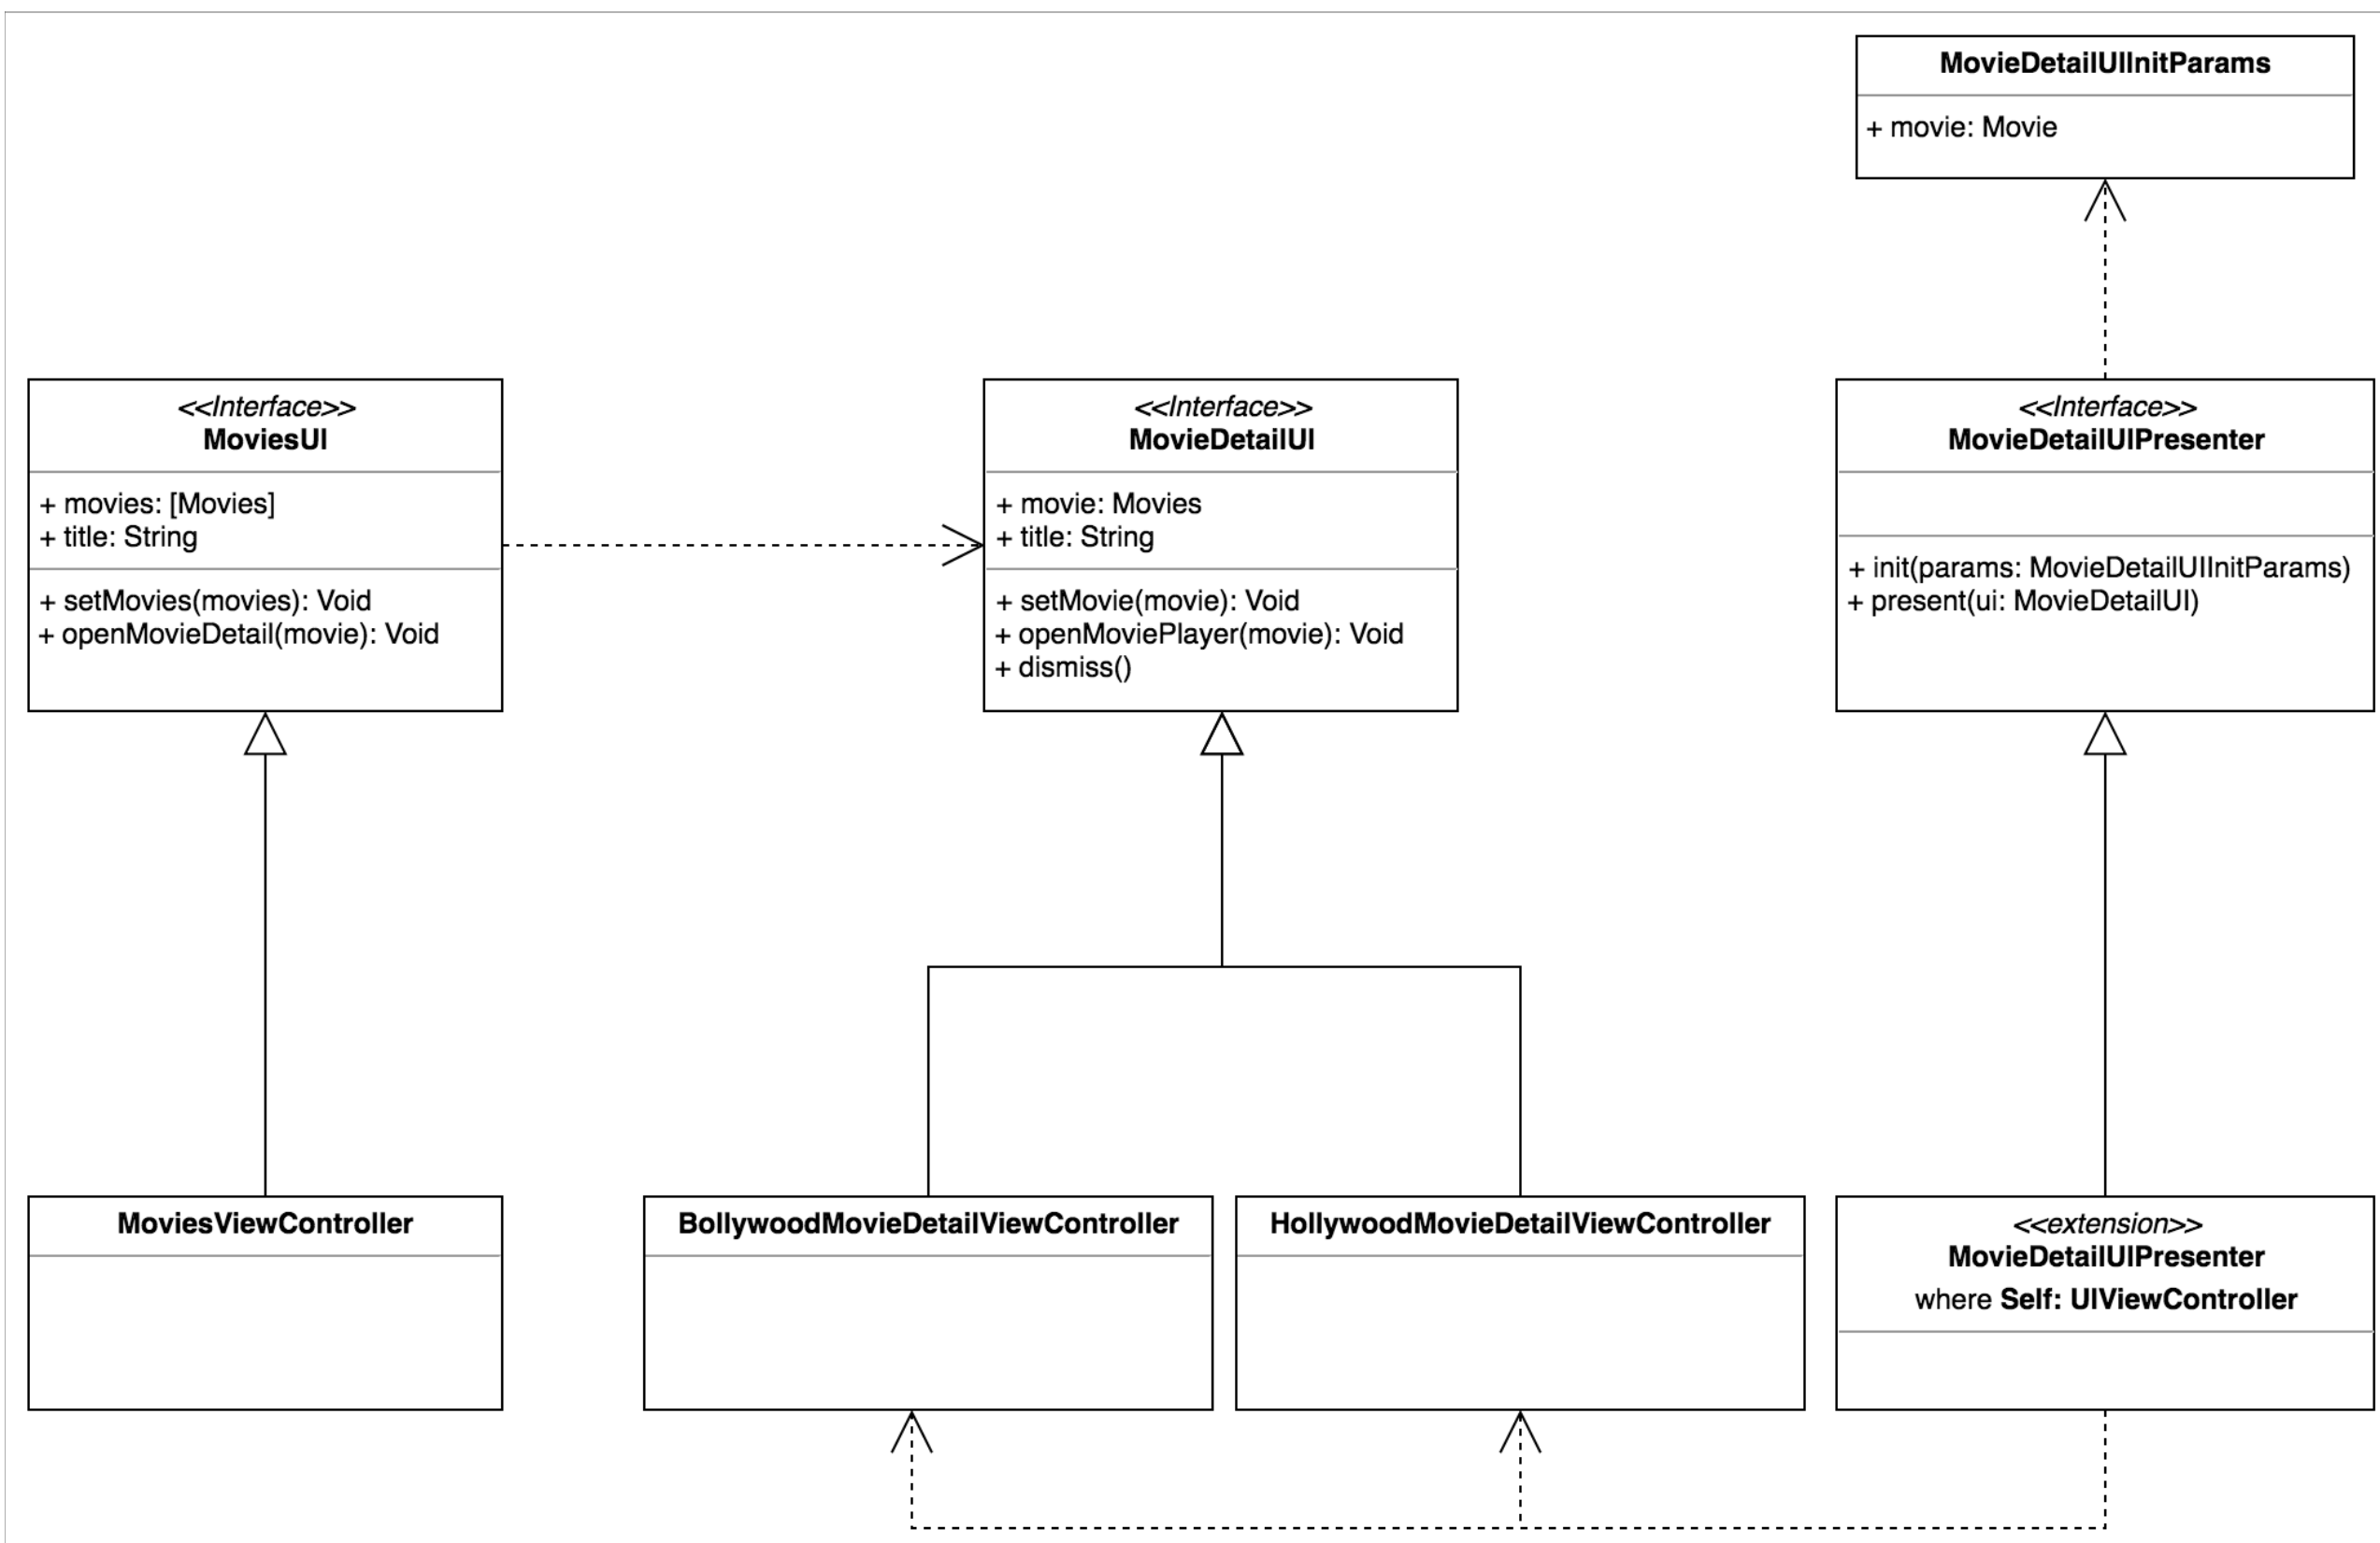 MovieDetailUIInitParams
+ movie: Movie
<<Interface>>
MoviesUI
+ movies: [Movies]
+ title: String
+ setMovies(movies): Void
+ openMovieDetail(movie): Void
<<Interface>>
MovieDetailUI
+ movie: Movies
+ title: String
+ setMovie(movie): Void
+ openMoviePlayer(movie): Void
+ dismiss()
<<Interface>>
MovieDetailUIPresenter
+ init(params: MovieDetailUIInitParams)
+ present(ui: MovieDetailUI)
MoviesViewController
BollywoodMovieDetailViewController
HollywoodMovieDetailViewController
<<extension>>
MovieDetailUIPresenter
where Self: UIViewController